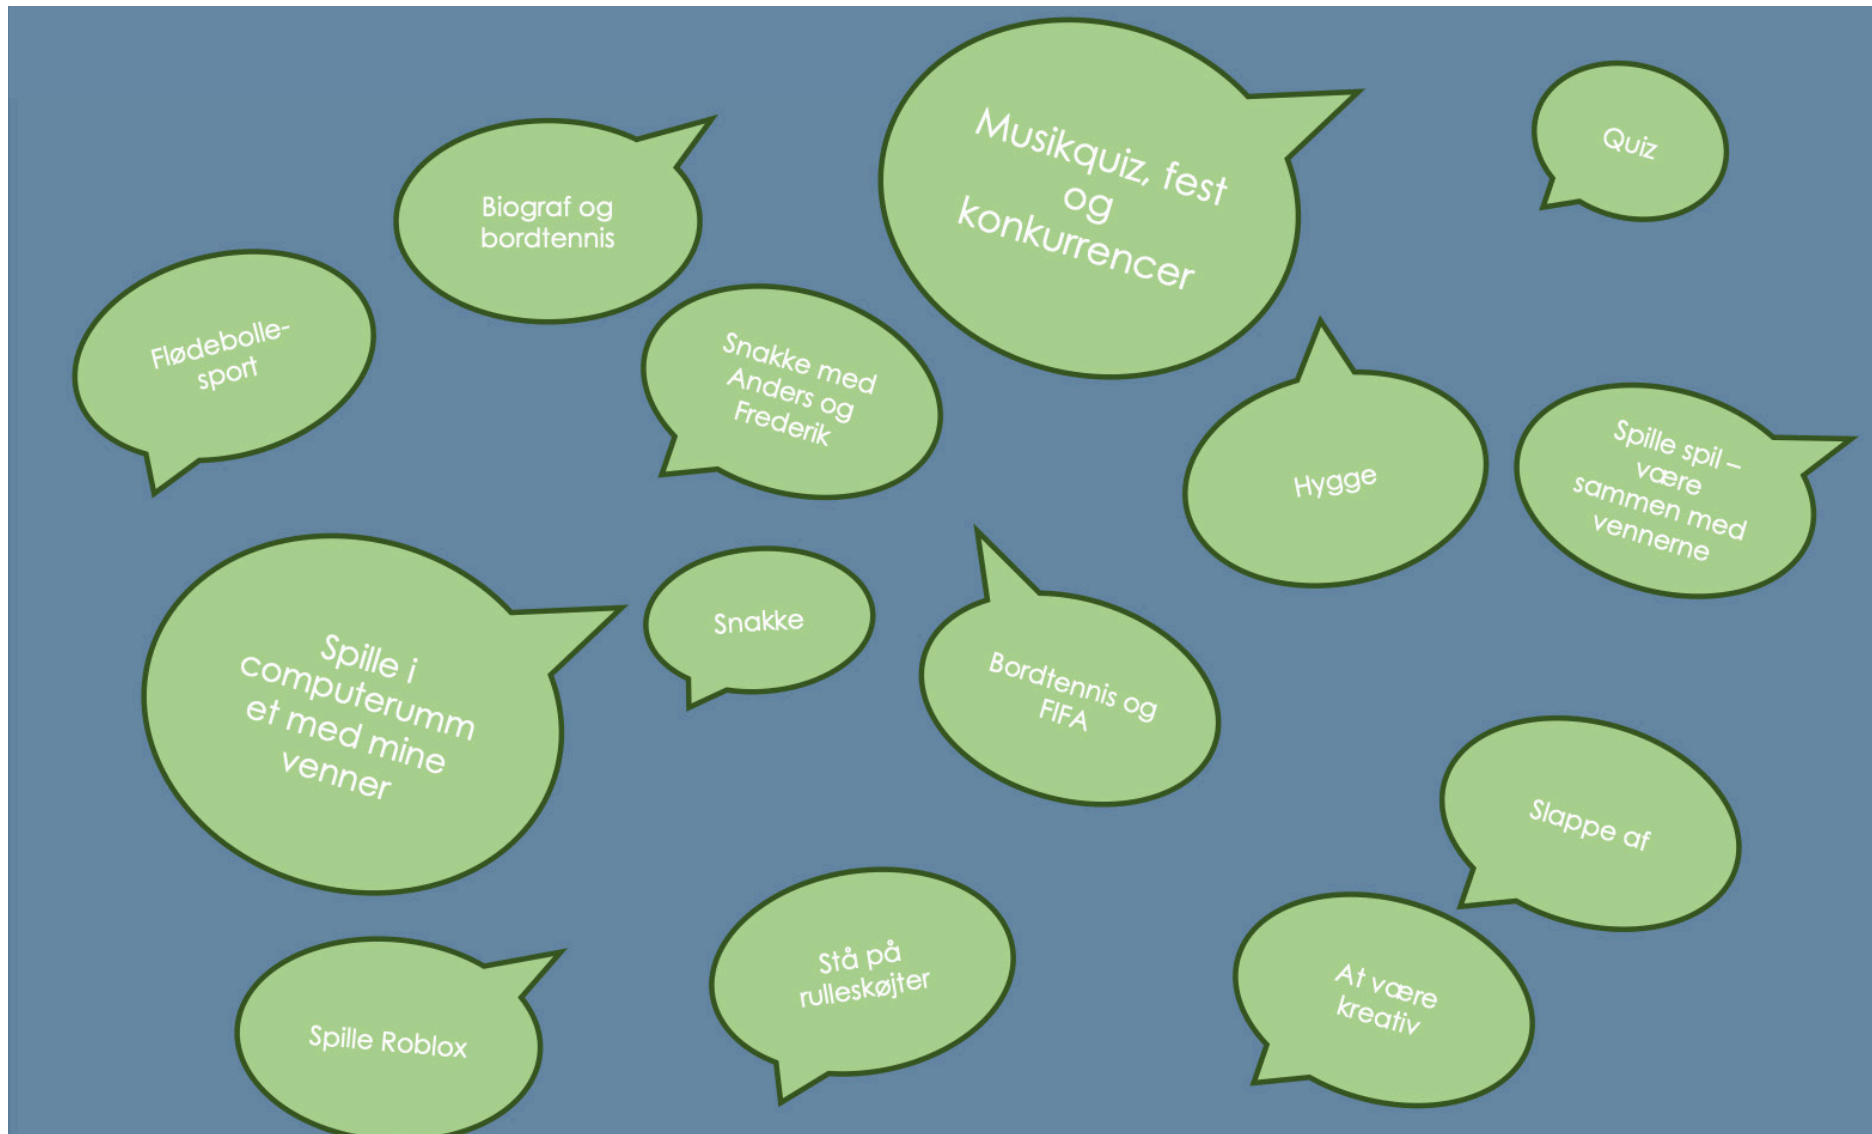 Musikquiz, fest
og
konkurrencer
Quiz
Biograf og
bordtennis
Flødebolle-
sport
Snakke med
Anders og
Frederik
Hygge
Spille spil –
være
sammen med
vennerne
Spille i
computerumm
et med mine
venner
Snakke
Bordtennis og
FIFA
Slappe af
Stå på
rulleskøjter
At være
kreativ
Spille Roblox